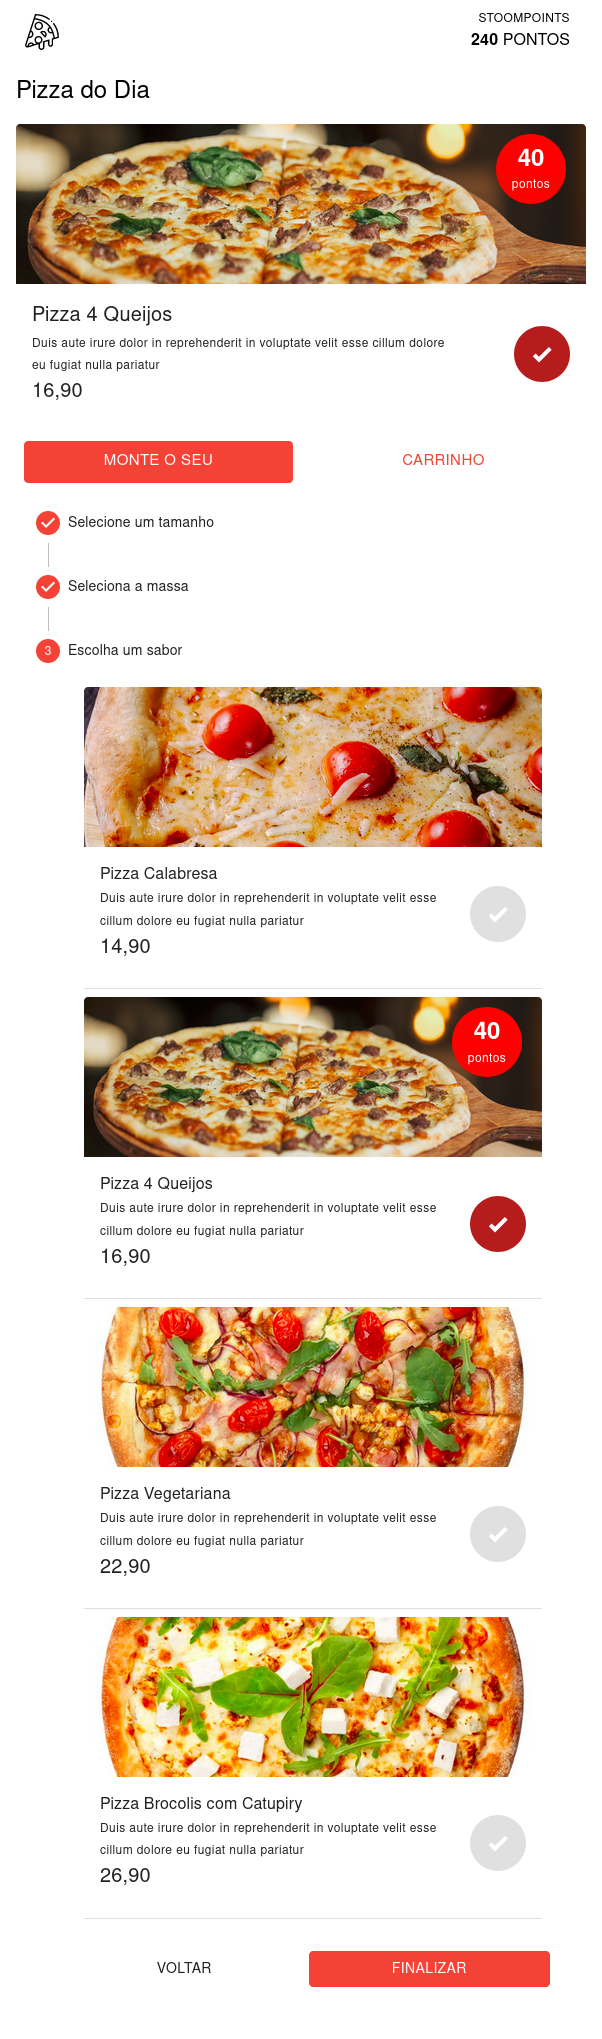 STOOMPOINTS
240 PONTOS
Pizza do Dia
40
pontos
Pizza 4 Queijos
Duis aute irure dolor in reprehenderit in voluptate velit esse cillum dolore
eu fugiat nulla pariatur
16,90
MONTE O SEU
CARRINHO
Selecione um tamanho
Seleciona a massa
3 Escolha um sabor
Pizza Calabresa
Duis aute irure dolor in reprehenderit in voluptate velit esse
cillum dolore eu fugiat nulla pariatur
14,90
40
pontos
Pizza 4 Queijos
Duis aute irure dolor in reprehenderit in voluptate velit esse
cillum dolore eu fugiat nulla pariatur
16,90
Pizza Vegetariana
Duis aute irure dolor in reprehenderit in voluptate velit esse
cillum dolore eu fugiat nulla pariatur
22,90
Pizza Brocolis com Catupiry
Duis aute irure dolor in reprehenderit in voluptate velit esse
cillum dolore eu fugiat nulla pariatur
26,90
VOLTAR
FINALIZAR